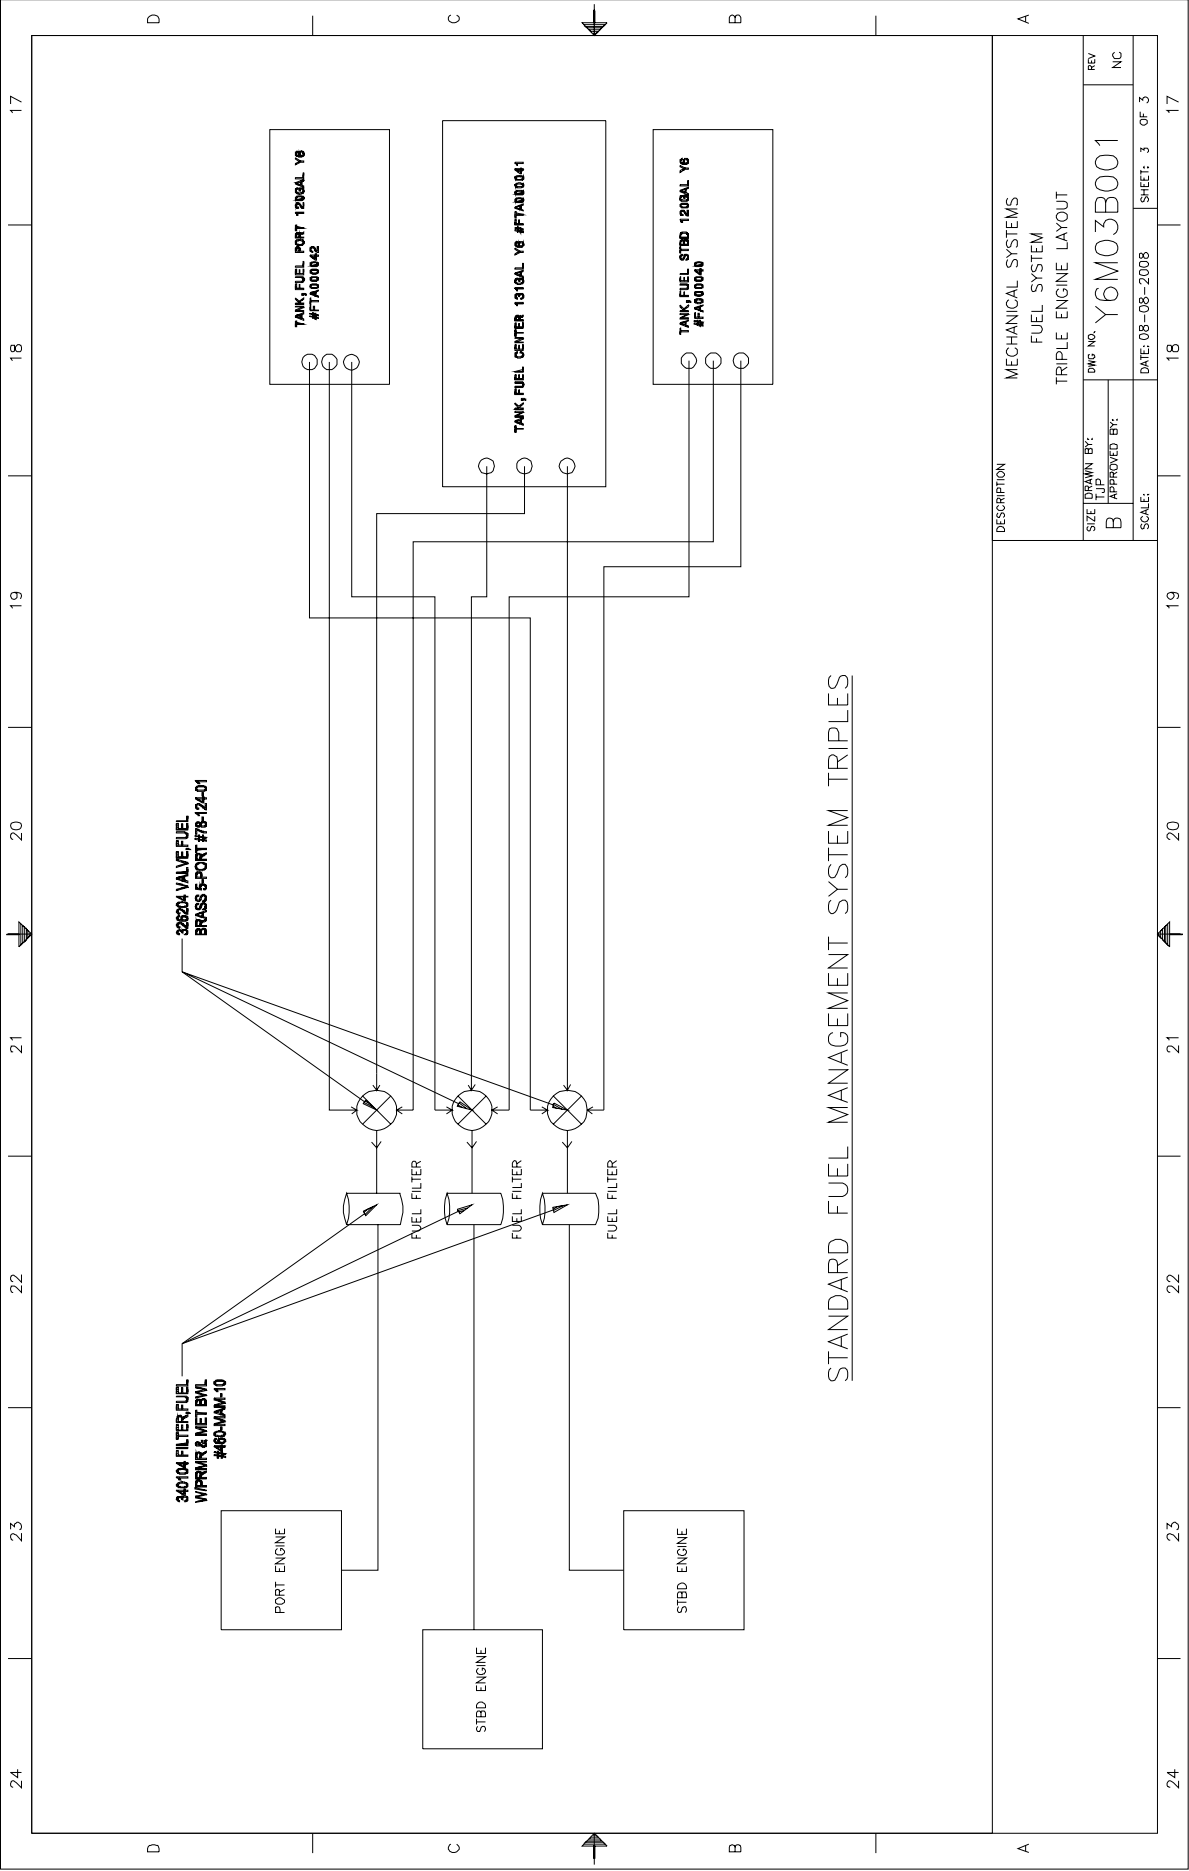 24
23
22
21
20
19
18
17
D
C
B
A
D
C
B
A
340104 FILTER,FUEL
W/PRMR & MET BWL
#460-MAM-10
326204 VALVE,FUEL
BRASS 5-PORT #78-124-01
PORT ENGINE
STBD ENGINE
STBD ENGINE
FUEL FILTER
FUEL FILTER
FUEL FILTER
TANK,FUEL PORT 120GAL Y6
#FTA000042
TANK,FUEL CENTER 131GAL Y6 #FTA000041
TANK,FUEL STBD 120GAL Y6
#FA000040
STANDARD FUEL MANAGEMENT SYSTEM TRIPLES
DESCRIPTION
MECHANICAL SYSTEMS
FUEL SYSTEM
TRIPLE ENGINE LAYOUT
SIZE
B
DRAWN BY:
TJP
APPROVED BY:
DWG NO.
Y6M03B001
REV
NC
SCALE:
DATE: 08-08-2008
SHEET: 3 OF 3
24
23
22
21
20
19
18
17